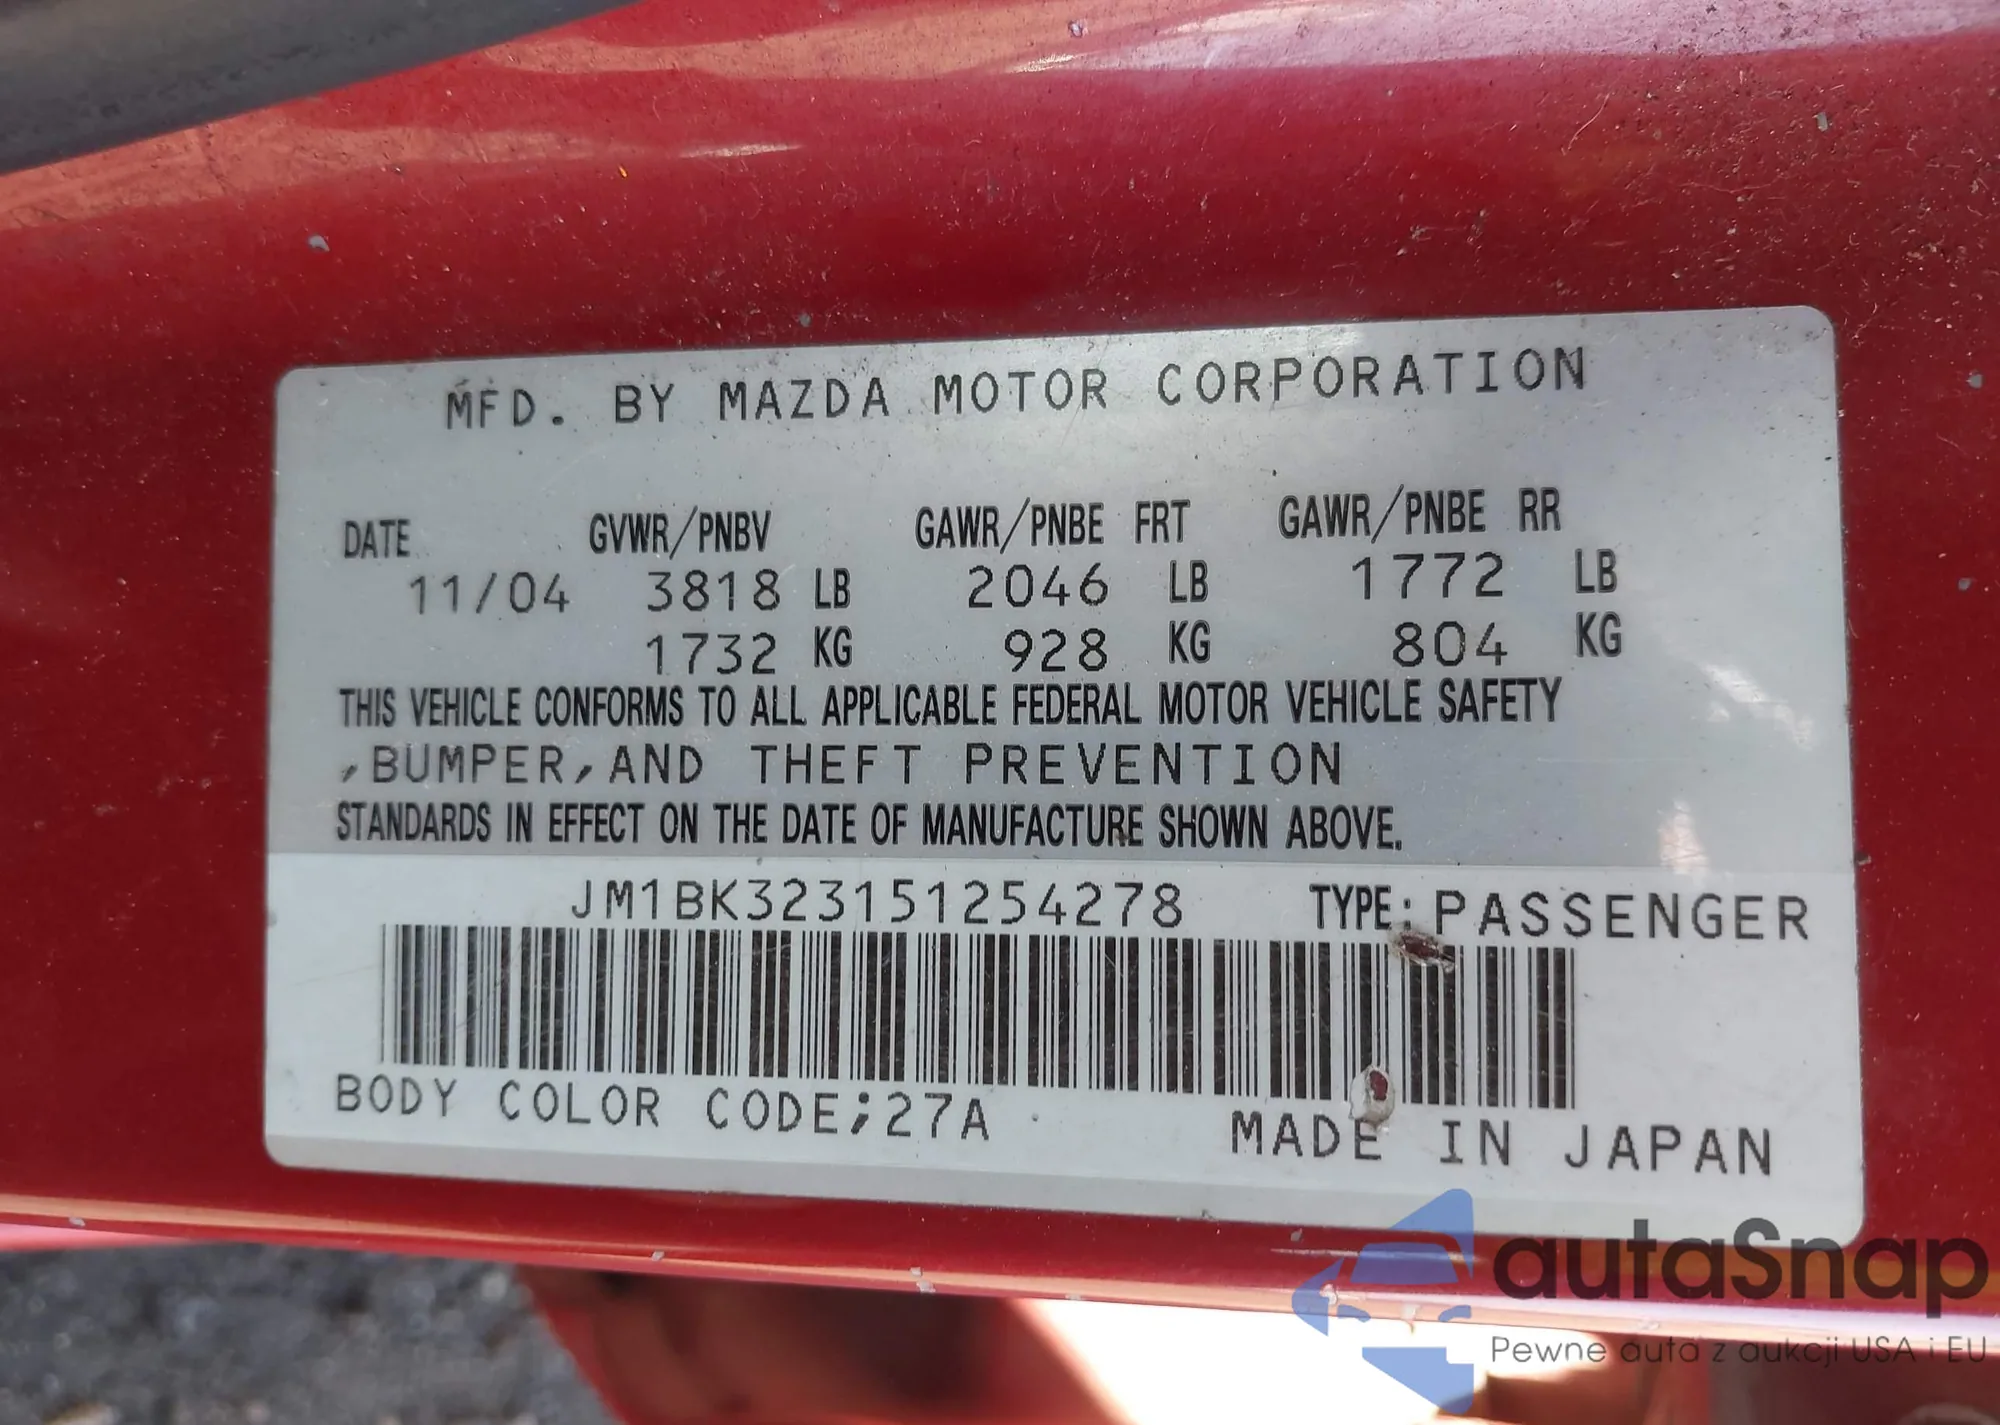 MFD. BY MAZDA MOTOR CORPORATION
DATE GVWR/PNBV GAWR/PNBE FRT GAWR/PNBE RR
11/04 3818 LB 2046 LB 1772 LB
1732 KG 928 KG 804 KG
THIS VEHICLE CONFORMS TO ALL APPLICABLE FEDERAL MOTOR VEHICLE SAFETY
,BUMPER,AND THEFT PREVENTION
STANDARDS IN EFFECT ON THE DATE OF MANUFACTURE SHOWN ABOVE.
JM1BK323151254278 TYPE: PASSENGER
BODY COLOR CODE;27A
MADE IN JAPAN
autaSnap
Pewne auta z aukcji USA i EU